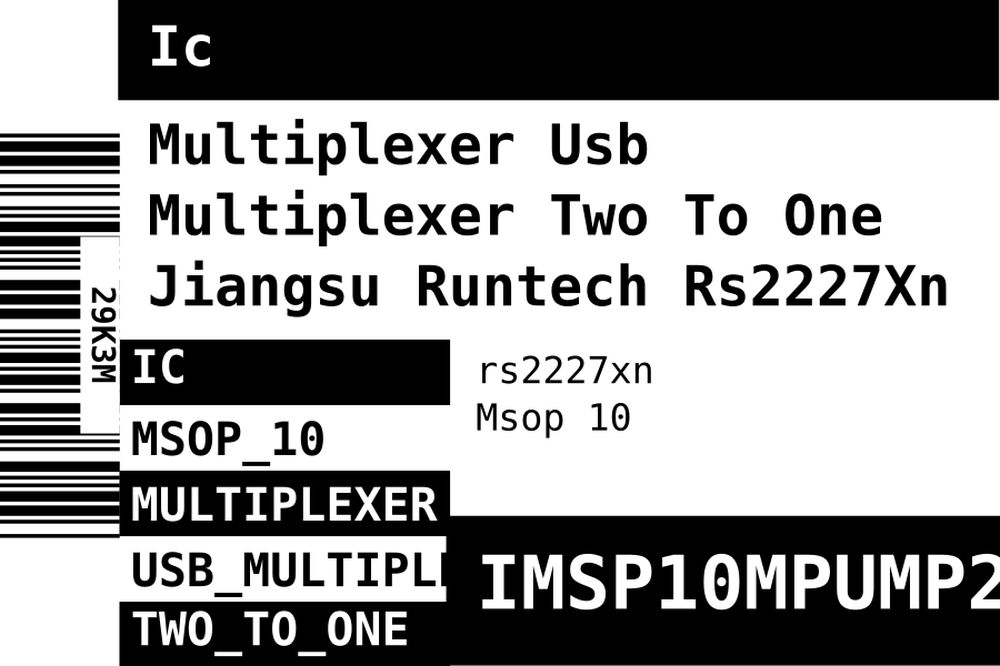 Ic
Multiplexer Usb
Multiplexer Two To One
Jiangsu Runtech Rs2227Xn
29K3M
IC
MSOP_10
MULTIPLEXER
USB_MULTIPL
TWO_TO_ONE
rs2227xn
Msop 10
IMSP10MPUMP2